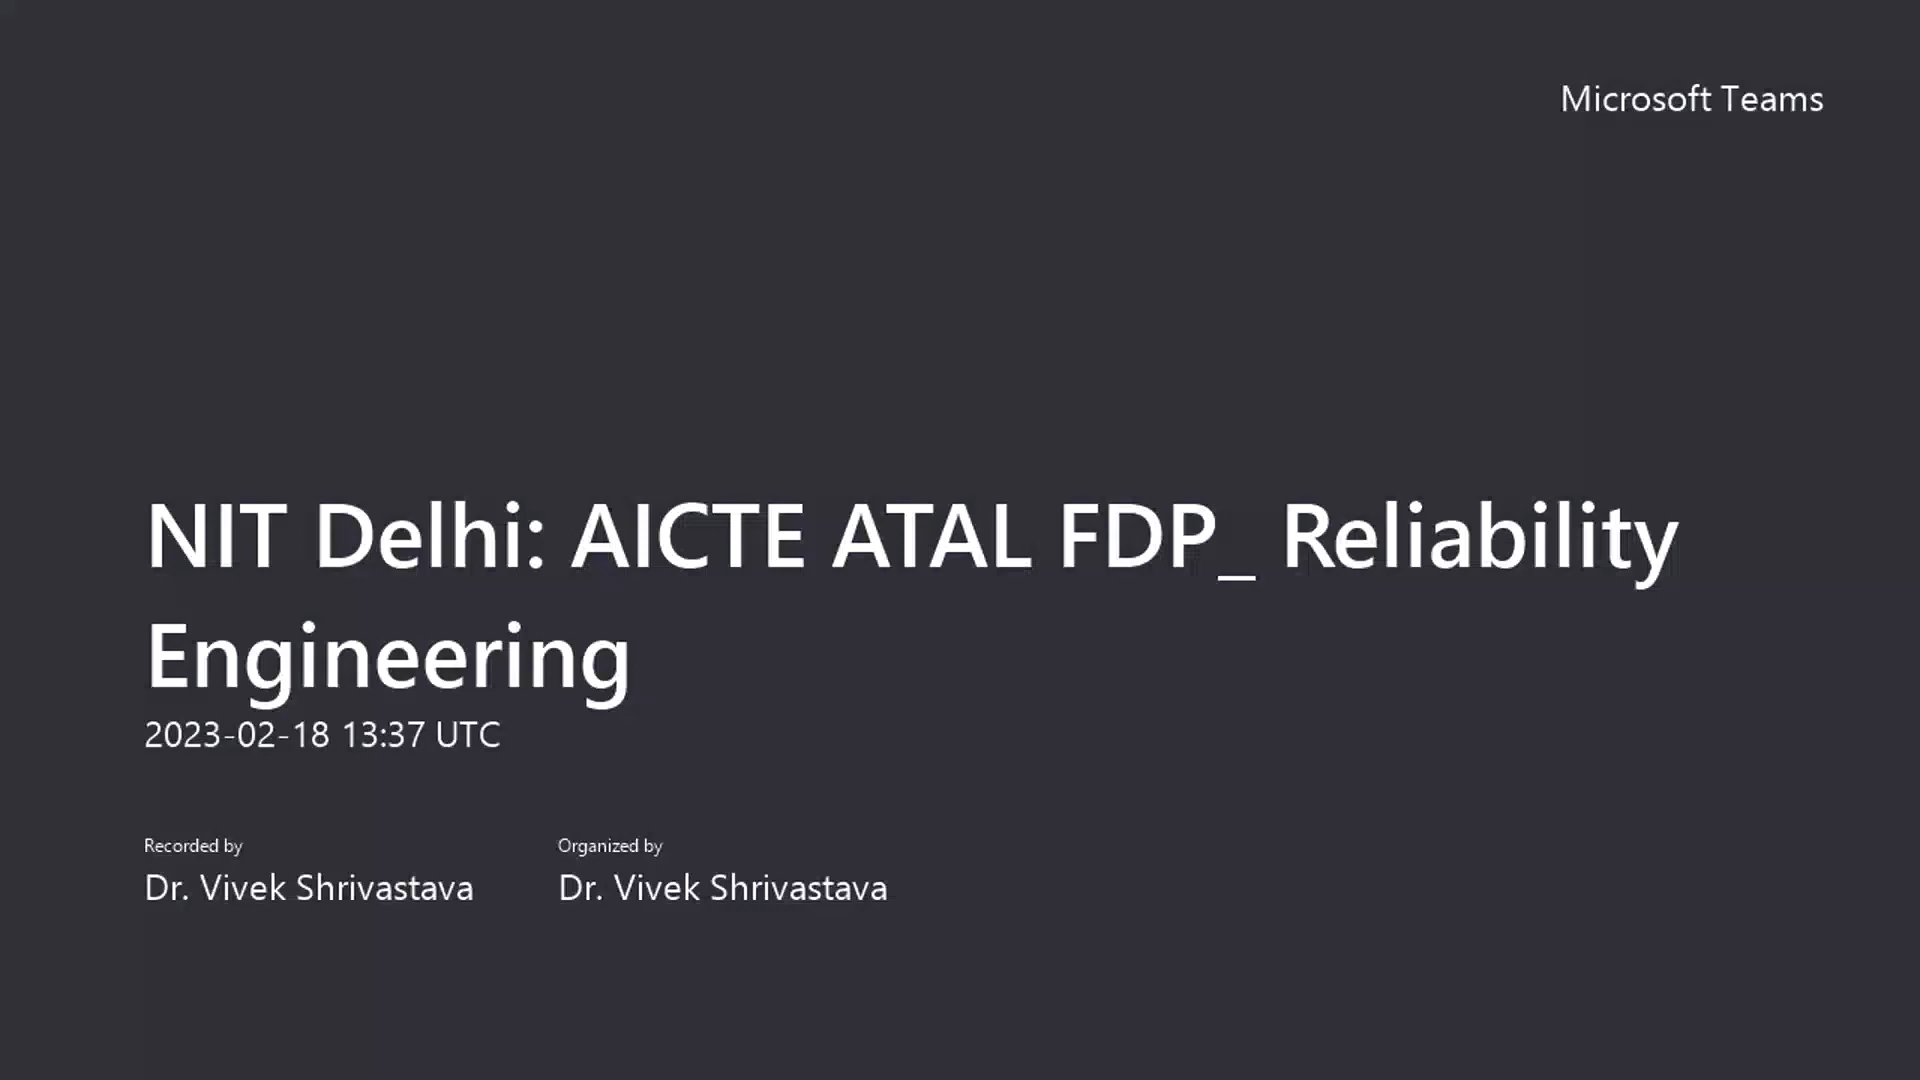 Microsoft Teams
NIT Delhi: AICTE ATAL FDP_ Reliability
Engineering
2023-02-18 13:37 UTC
Recorded by
Dr. Vivek Shrivastava
Organized by
Dr. Vivek Shrivastava